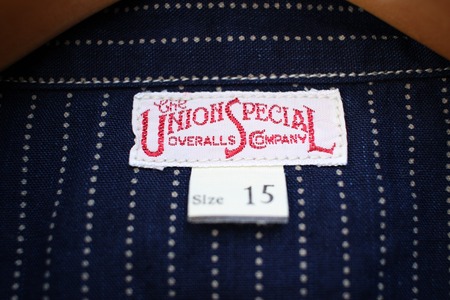 The
UNION SPECIAL
OVERALLS COMPANY
Size 15